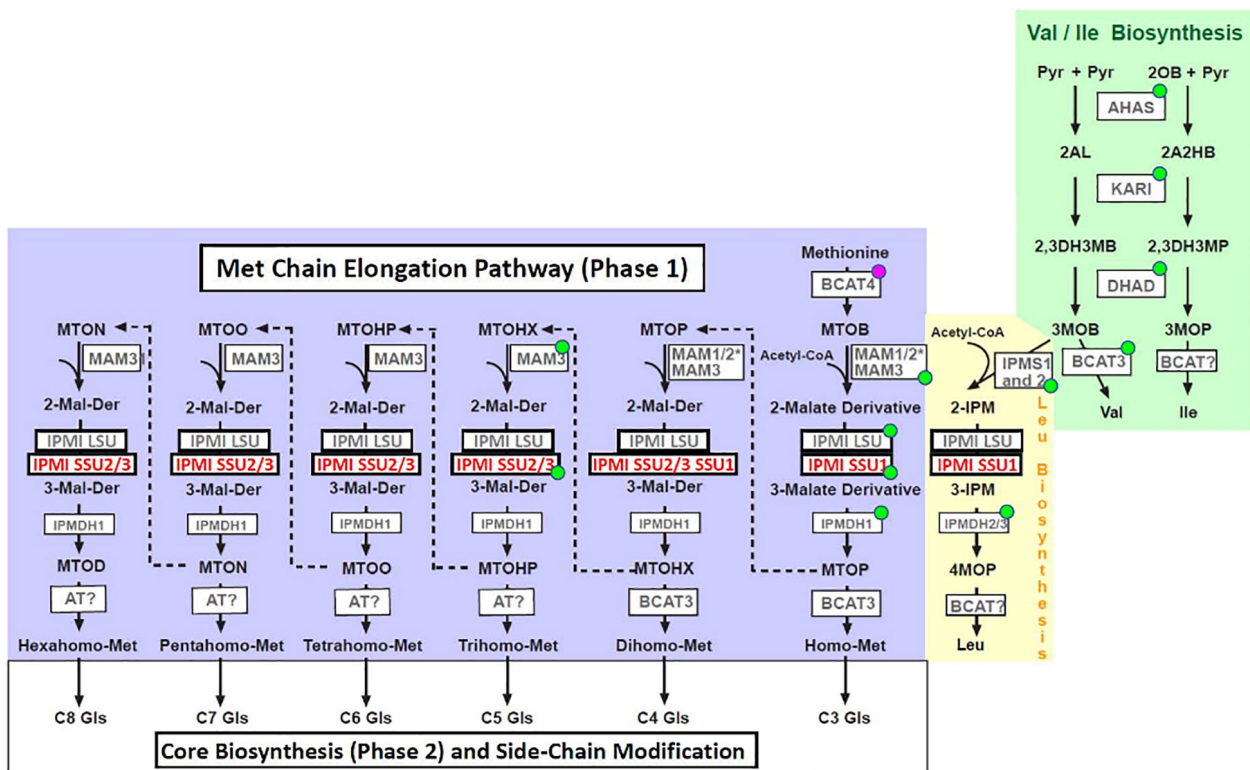 Val / Ile Biosynthesis
Pyr + Pyr 2OB + Pyr
AHAS
2AL 2A2HB
KARI
2,3DH3MB 2,3DH3MP
DHAD
3MOB 3MOP
BCAT3 BCAT?
Val Ile
Met Chain Elongation Pathway (Phase 1)
Methionine
BCAT4
MTON MTOO MTOHP MTOHX MTOP MTOB
Acetyl-CoA
Acetyl-CoA
MAM3 MAM3 MAM3 MAM3 MAM1/2* MAM1/2* IPMS1
MAM3 MAM3 and 2
2-Mal-Der 2-Mal-Der 2-Mal-Der 2-Mal-Der 2-Mal-Der 2-Malate Derivative 2-IPM
IPMI LSU IPMI LSU IPMI LSU IPMI LSU IPMI LSU IPMI LSU IPMI LSU
IPMI SSU2/3 IPMI SSU2/3 IPMI SSU2/3 IPMI SSU2/3 IPMI SSU2/3 SSU1 IPMI SSU1 IPMI SSU1
3-Mal-Der 3-Mal-Der 3-Mal-Der 3-Mal-Der 3-Mal-Der 3-Malate Derivative 3-IPM
IPMDH1 IPMDH1 IPMDH1 IPMDH1 IPMDH1 IPMDH1 IPMDH2/3
MTOD MTON MTOO MTOHP MTOHX MTOP 4MOP
AT? AT? AT? AT? BCAT3 BCAT3 BCAT?
Hexahomo-Met Pentahomo-Met Tetrahomo-Met Trihomo-Met Dihomo-Met Homo-Met Leu
Leu Biosynthesis
C8 Gls C7 Gls C6 Gls C5 Gls C4 Gls C3 Gls
Core Biosynthesis (Phase 2) and Side-Chain Modification